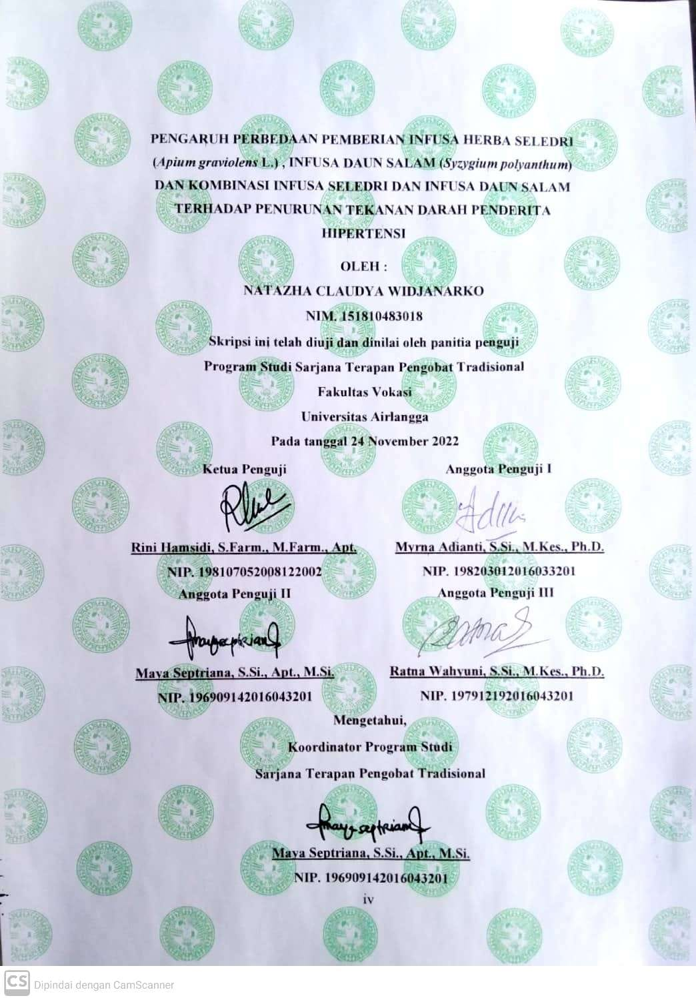 PENGARUH PERBEDAAN PEMBERIAN INFUSA HERBA SELEDRI
(Apium graviolens L.) , INFUSA DAUN SALAM (Syzygium polyanthum)
DAN KOMBINASI INFUSA SELEDRI DAN INFUSA DAUN SALAM
TERHADAP PENURUNAN TEKANAN DARAH PENDERITA
HIPERTENSI
OLEH :
NATAZHA CLAUDYA WIDJANARKO
NIM. 151810483018
Skripsi ini telah diuji dan dinilai oleh panitia penguji
Program Studi Sarjana Terapan Pengobat Tradisional
Fakultas Vokasi
Universitas Airlangga
Pada tanggal 24 November 2022
Ketua Penguji Anggota Penguji I
Rini Hamsidi, S.Farm., M.Farm., Apt. Myrna Adianti, S.Si., M.Kes., Ph.D.
NIP. 198107052008122002 NIP. 198203012016033201
Anggota Penguji II Anggota Penguji III
Maya Septriana, S.Si., Apt., M.Si. Ratna Wahyuni, S.Si., M.Kes., Ph.D.
NIP. 196909142016043201 NIP. 197912192016043201
Mengetahui,
Koordinator Program Studi
Sarjana Terapan Pengobat Tradisional
Maya Septriana, S.Si., Apt., M.Si.
NIP. 196909142016043201
iv
CS Dipindai dengan CamScanner